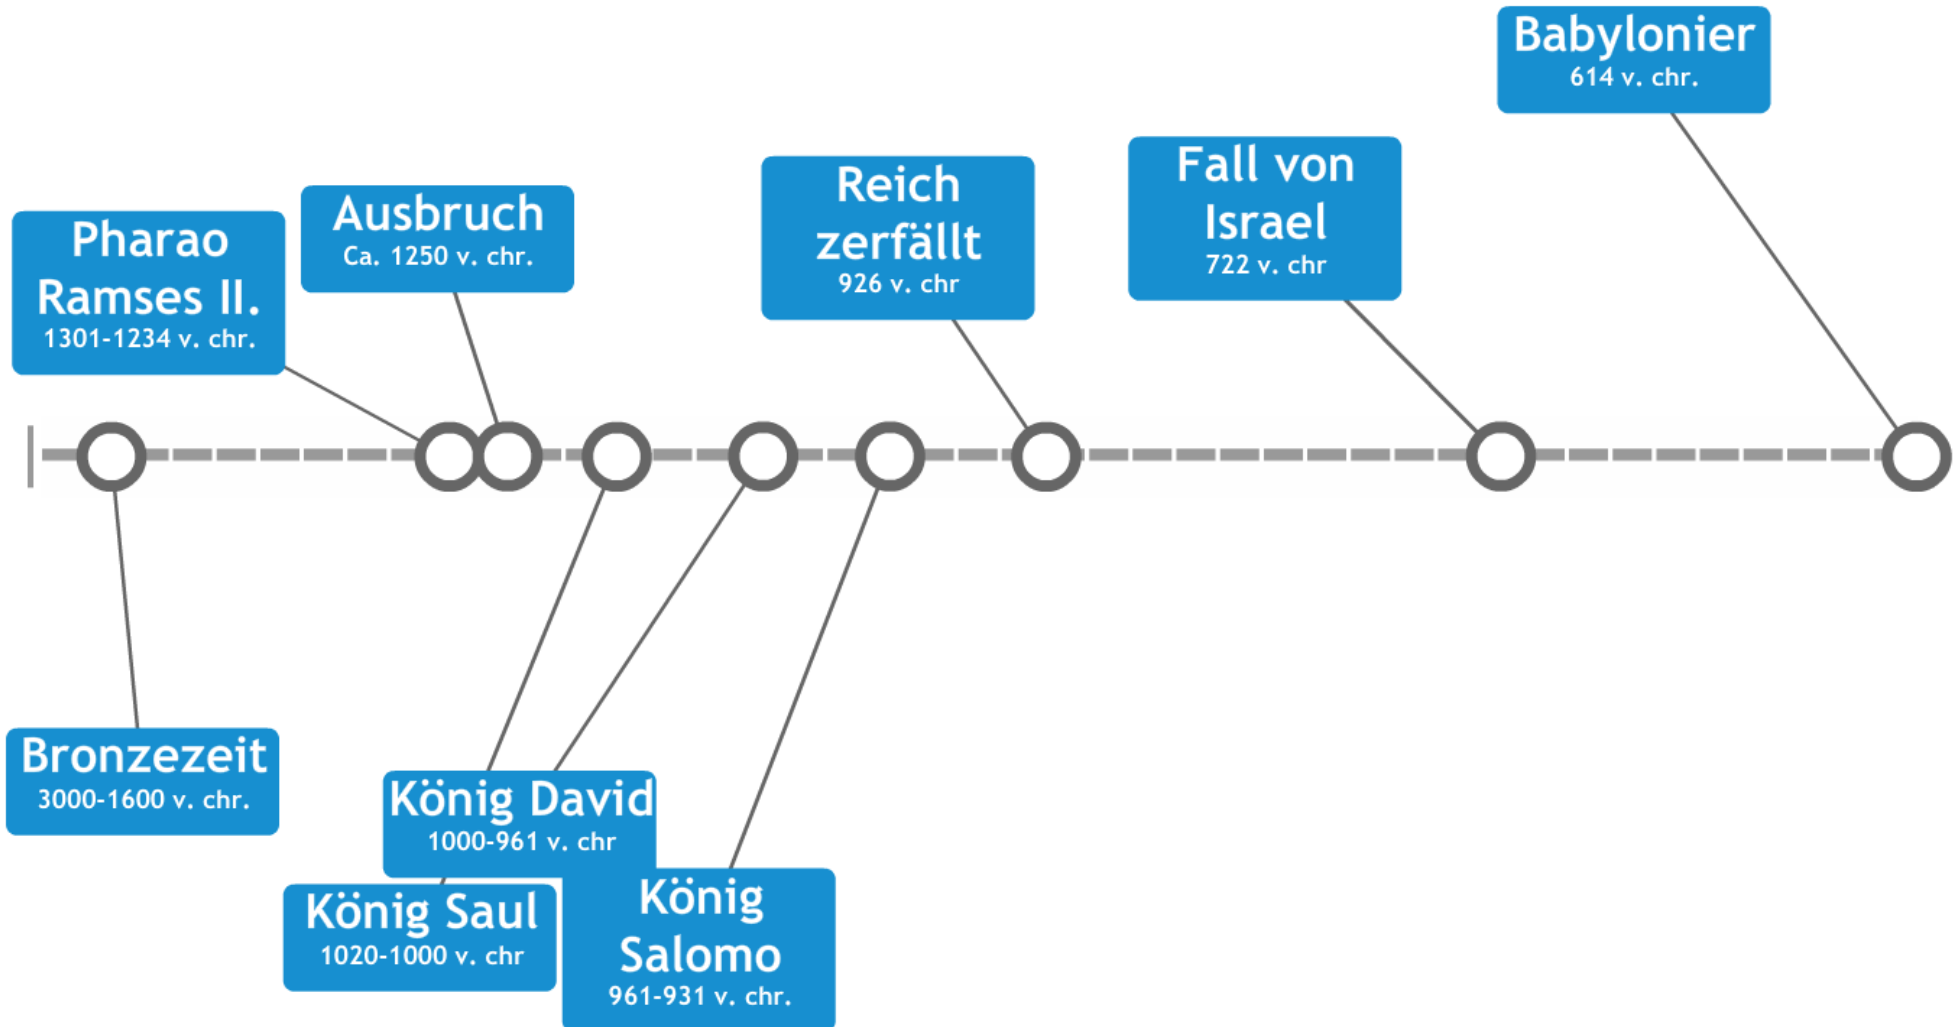 Babylonier
614 v. chr.
Fall von
Israel
722 v. chr
Reich
zerfällt
926 v. chr
Ausbruch
Ca. 1250 v. chr.
Pharao
Ramses II.
1301-1234 v. chr.
Bronzezeit
3000-1600 v. chr.
König David
1000-961 v. chr
König Saul
1020-1000 v. chr
König
Salomo
961-931 v. chr.